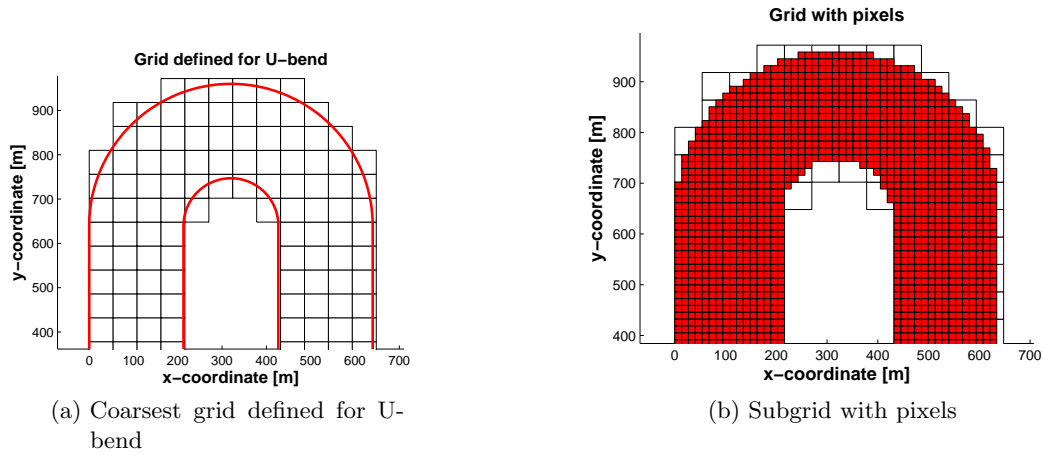 Grid defined for U-bend
y-coordinate [m]
900
800
700
600
500
400
0 100 200 300 400 500 600 700
x-coordinate [m]
(a) Coarsest grid defined for U-
bend
Grid with pixels
y-coordinate [m]
900
800
700
600
500
400
0 100 200 300 400 500 600 700
x-coordinate [m]
(b) Subgrid with pixels